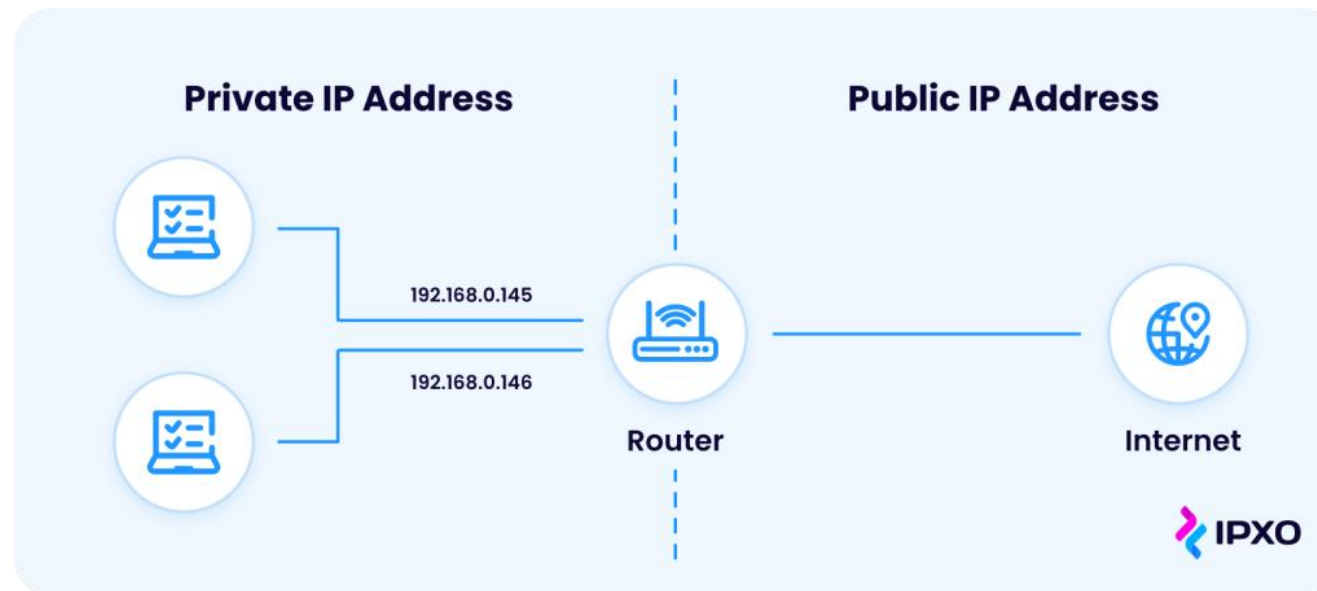 Private IP Address
Public IP Address
192.168.0.145
192.168.0.146
Router
Internet
IPXO